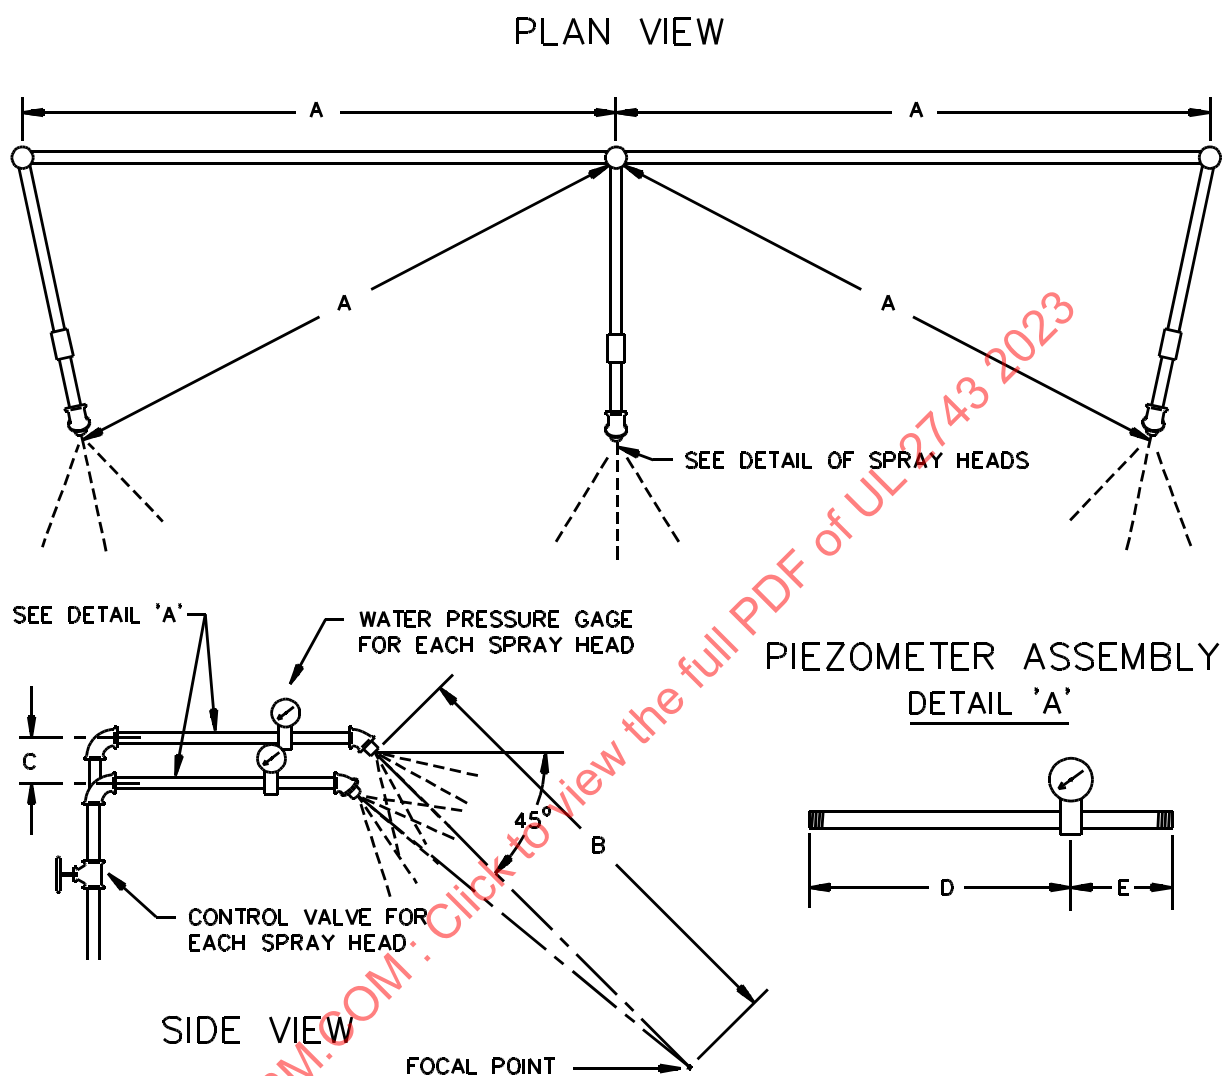 PLAN VIEW
A
A
A
A
SEE DETAIL OF SPRAY HEADS
SEE DETAIL 'A'
WATER PRESSURE GAGE
FOR EACH SPRAY HEAD
PIEZOMETER ASSEMBLY
DETAIL 'A'
C
45°
B
D
E
CONTROL VALVE FOR
EACH SPRAY HEAD
SIDE VIEW
FOCAL POINT
OM.COM : Click to view the full PDF of UL 2743 2023